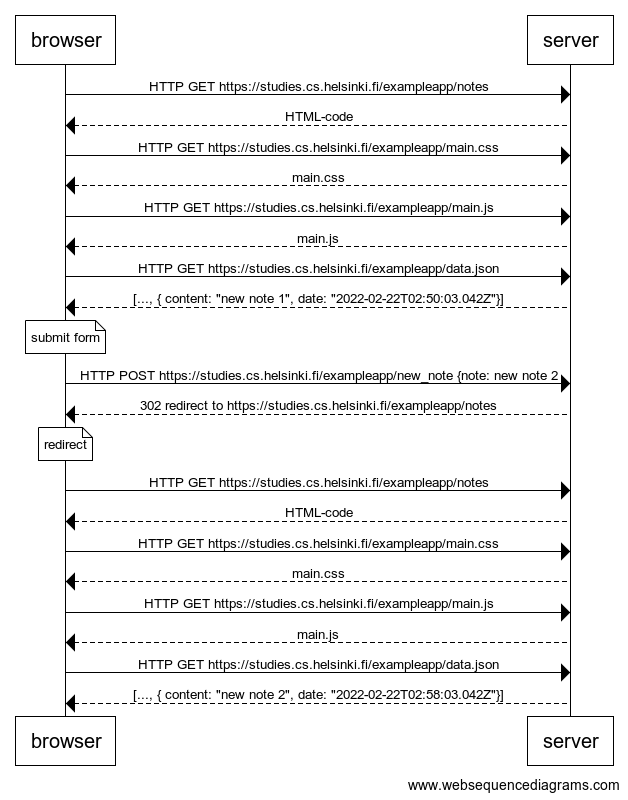 browser server
HTTP GET https://studies.cs.helsinki.fi/exampleapp/notes
HTML-code
HTTP GET https://studies.cs.helsinki.fi/exampleapp/main.css
main.css
HTTP GET https://studies.cs.helsinki.fi/exampleapp/main.js
main.js
HTTP GET https://studies.cs.helsinki.fi/exampleapp/data.json
[..., { content: "new note 1", date: "2022-02-22T02:50:03.042Z"}]
submit form
HTTP POST https://studies.cs.helsinki.fi/exampleapp/new_note {note: new note 2
302 redirect to https://studies.cs.helsinki.fi/exampleapp/notes
redirect
HTTP GET https://studies.cs.helsinki.fi/exampleapp/notes
HTML-code
HTTP GET https://studies.cs.helsinki.fi/exampleapp/main.css
main.css
HTTP GET https://studies.cs.helsinki.fi/exampleapp/main.js
main.js
HTTP GET https://studies.cs.helsinki.fi/exampleapp/data.json
[..., { content: "new note 2", date: "2022-02-22T02:58:03.042Z"}]
browser server
www.websequencediagrams.com